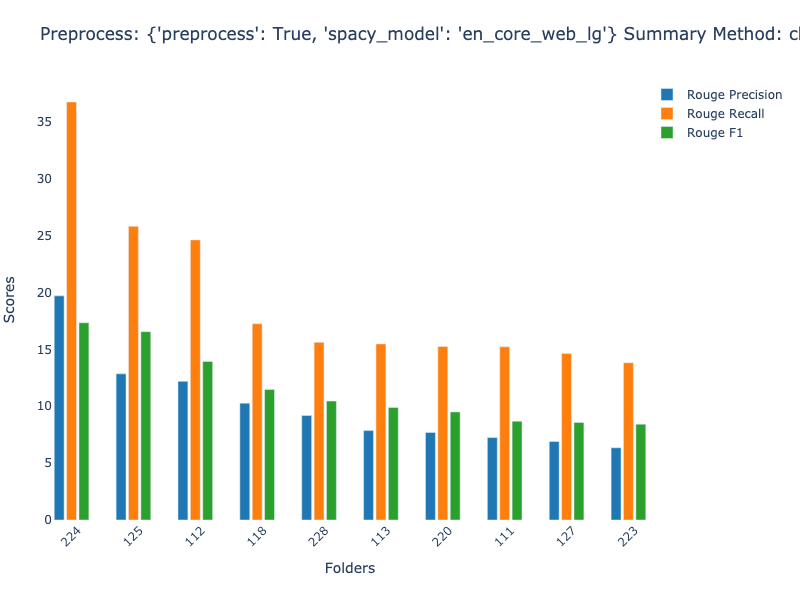 Preprocess: {'preprocess': True, 'spacy_model': 'en_core_web_lg'} Summary Method:
Rouge Precision
Rouge Recall
Rouge F1
Scores
35
30
25
20
15
10
5
0
224 125 112 118 228 113 220 111 127 223
Folders